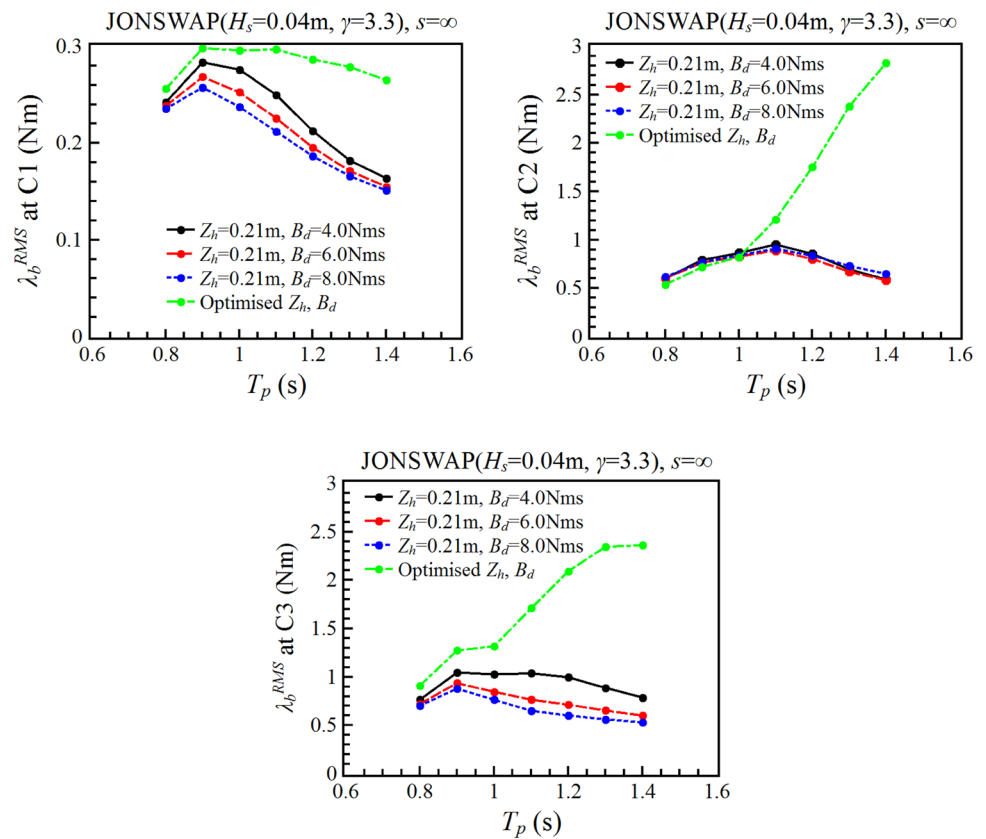 JONSWAP(Hs=0.04m, γ=3.3), s=∞
λb^RMS at C1 (Nm)
0.3
0.2
0.1
0
Zh=0.21m, Bd=4.0Nms
Zh=0.21m, Bd=6.0Nms
Zh=0.21m, Bd=8.0Nms
Optimised Zh, Bd
0.6 0.8 1 1.2 1.4 1.6
Tp (s)
JONSWAP(Hs=0.04m, γ=3.3), s=∞
λb^RMS at C2 (Nm)
3
2.5
2
1.5
1
0.5
0
Zh=0.21m, Bd=4.0Nms
Zh=0.21m, Bd=6.0Nms
Zh=0.21m, Bd=8.0Nms
Optimised Zh, Bd
0.6 0.8 1 1.2 1.4 1.6
Tp (s)
JONSWAP(Hs=0.04m, γ=3.3), s=∞
λb^RMS at C3 (Nm)
3
2.5
2
1.5
1
0.5
0
Zh=0.21m, Bd=4.0Nms
Zh=0.21m, Bd=6.0Nms
Zh=0.21m, Bd=8.0Nms
Optimised Zh, Bd
0.6 0.8 1 1.2 1.4 1.6
Tp (s)